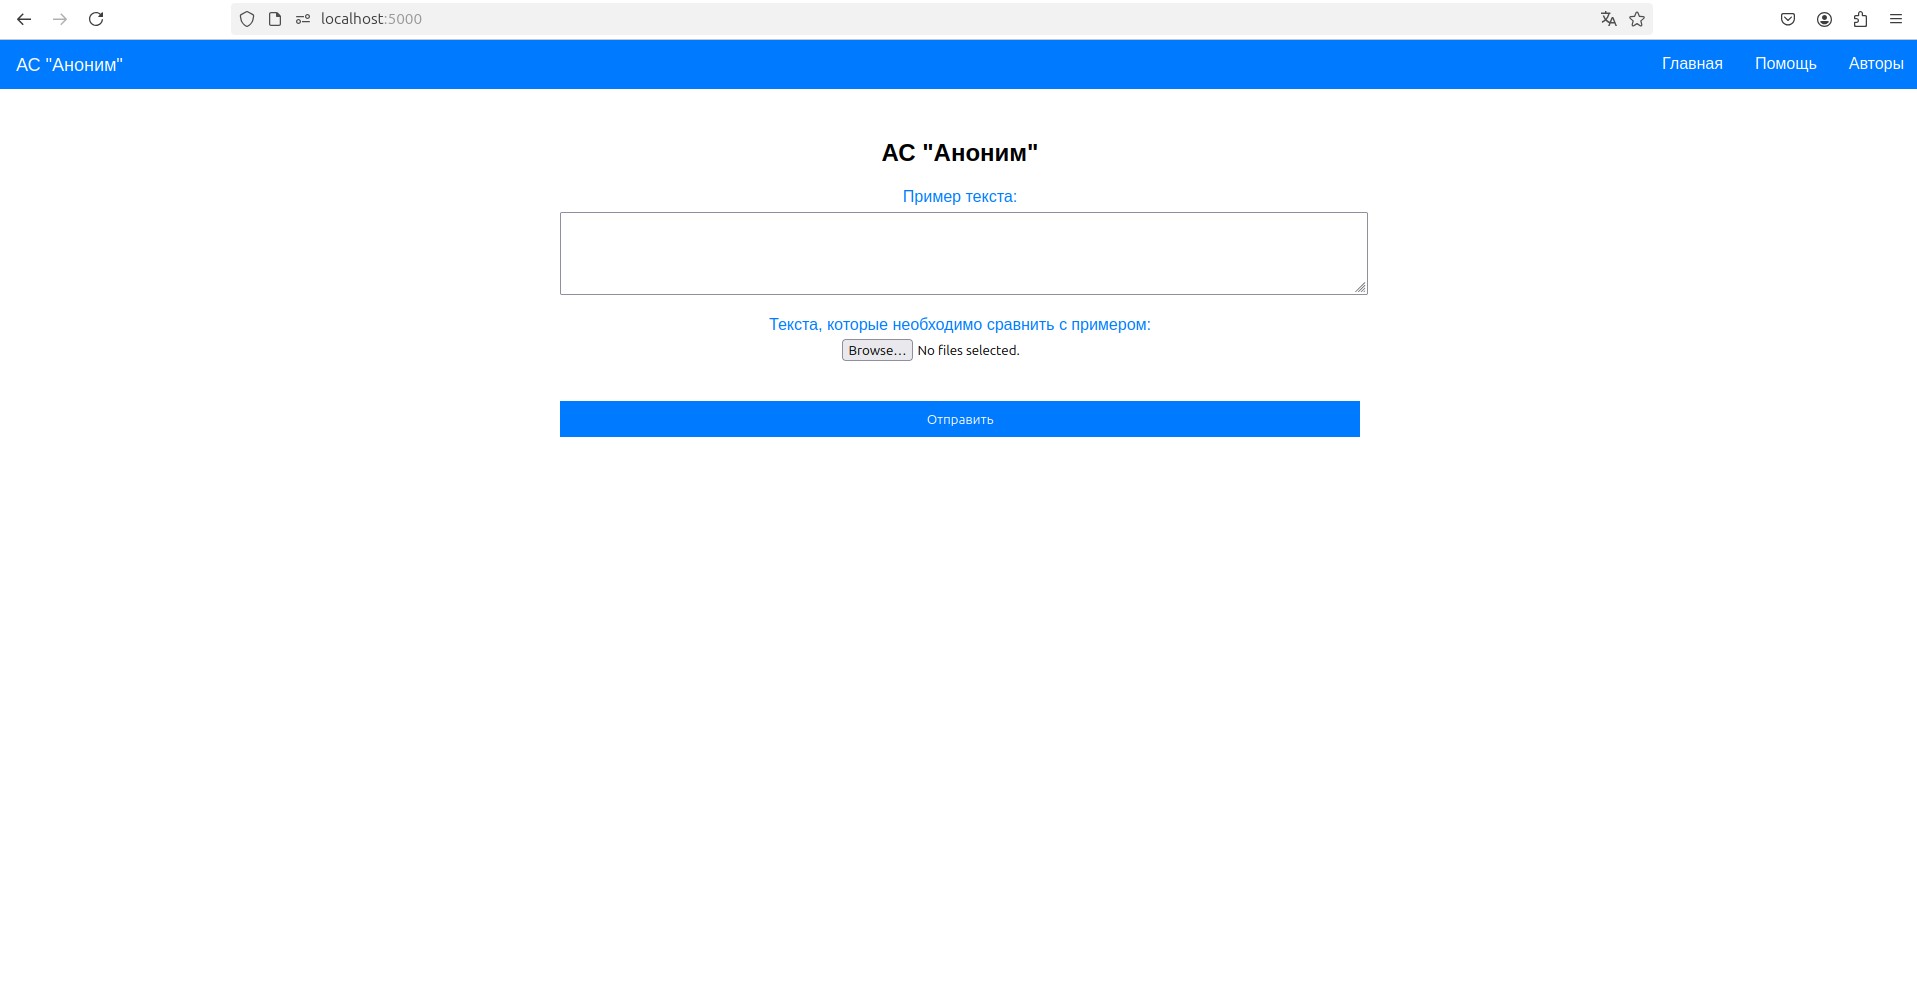 localhost:5000
АС "Аноним"
Главная Помощь Авторы
АС "Аноним"
Пример текста:
Текста, которые необходимо сравнить с примером:
Browse... No files selected.
Отправить